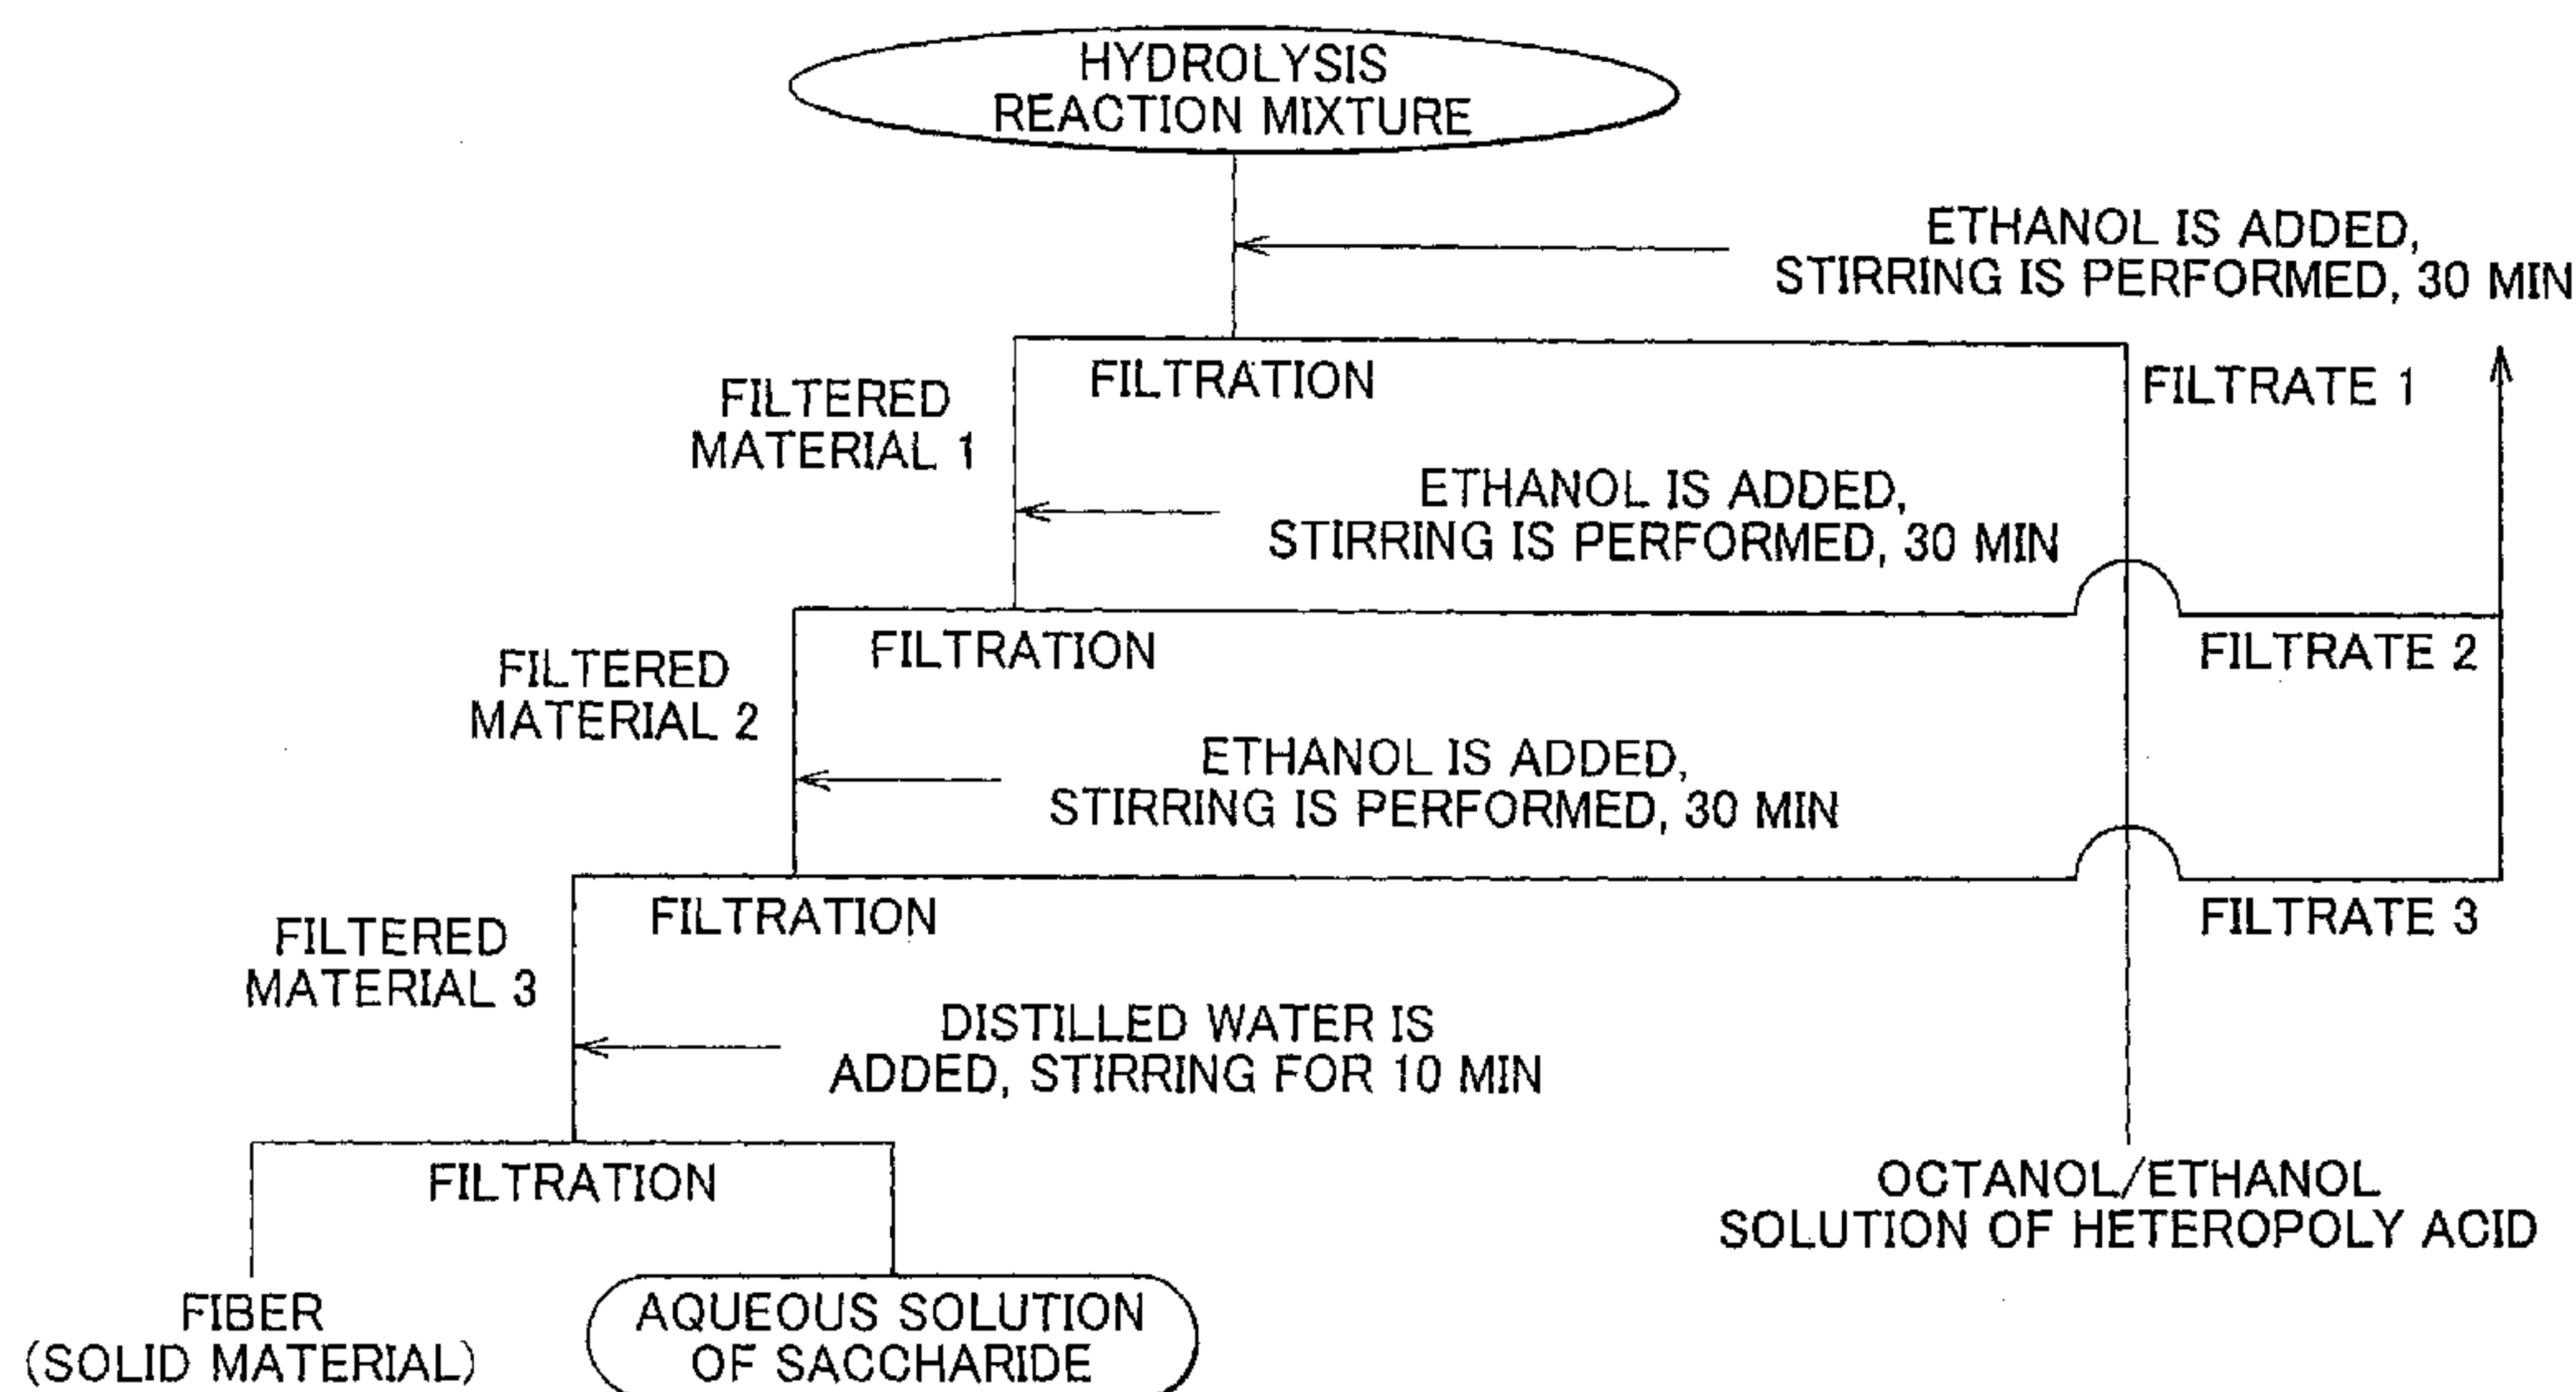 HYDROLYSIS
REACTION MIXTURE
ETHANOL IS ADDED,
STIRRING IS PERFORMED, 30 MIN
FILTRATION
FILTRATE 1
FILTERED
MATERIAL 1
ETHANOL IS ADDED,
STIRRING IS PERFORMED, 30 MIN
FILTRATION
FILTRATE 2
FILTERED
MATERIAL 2
ETHANOL IS ADDED,
STIRRING IS PERFORMED, 30 MIN
FILTRATION
FILTRATE 3
FILTERED
MATERIAL 3
DISTILLED WATER IS
ADDED, STIRRING FOR 10 MIN
FILTRATION
OCTANOL/ETHANOL
SOLUTION OF HETEROPOLY ACID
FIBER
(SOLID MATERIAL)
AQUEOUS SOLUTION
OF SACCHARIDE